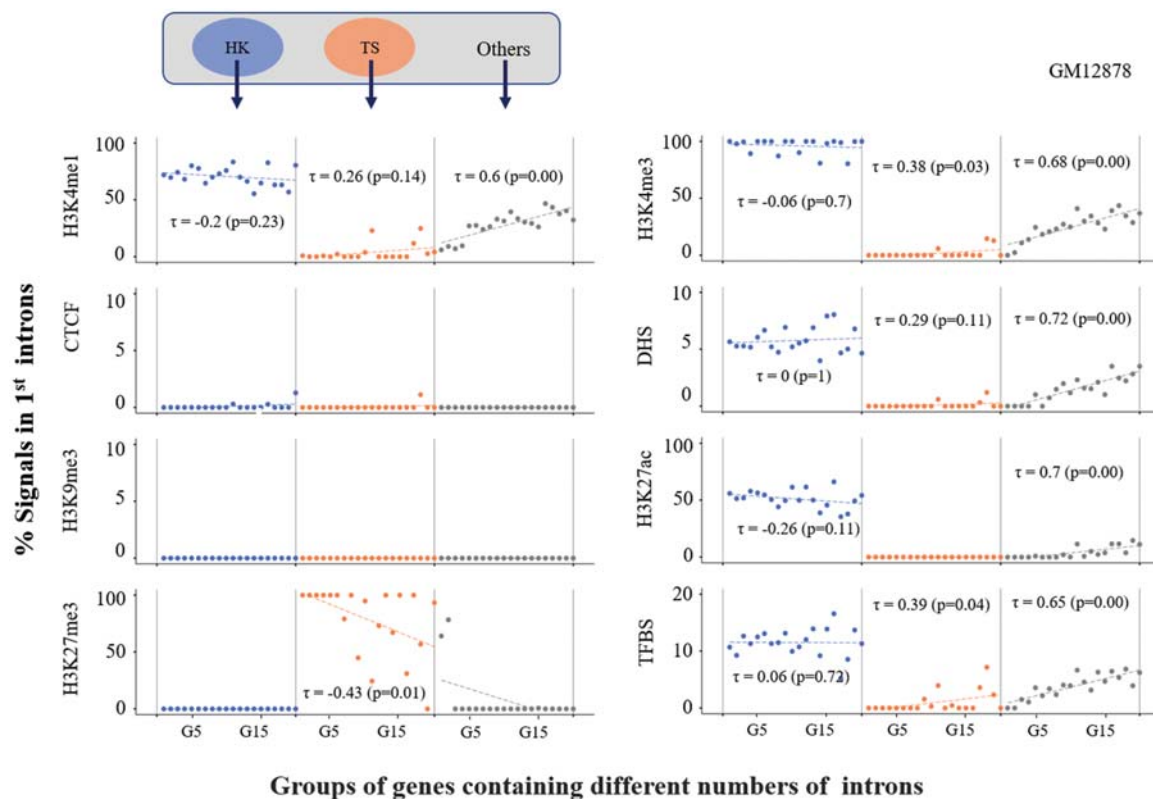 HK TS Others
GM12878
% Signals in 1st introns
H3K4me1
100
50
0
τ = -0.2 (p=0.23)
τ = 0.26 (p=0.14)
τ = 0.6 (p=0.00)
CTCF
10
5
0
H3K9me3
10
5
0
H3K27me3
100
50
0
τ = -0.43 (p=0.01)
G5 G15 G5 G15 G5 G15
H3K4me3
100
50
0
τ = -0.06 (p=0.7)
τ = 0.38 (p=0.03)
τ = 0.68 (p=0.00)
DHS
10
5
0
τ = 0 (p=1)
τ = 0.29 (p=0.11)
τ = 0.72 (p=0.00)
H3K27ac
100
50
0
τ = -0.26 (p=0.11)
τ = 0.7 (p=0.00)
TFBS
20
10
0
τ = 0.06 (p=0.72)
τ = 0.39 (p=0.04)
τ = 0.65 (p=0.00)
G5 G15 G5 G15 G5 G15
Groups of genes containing different numbers of introns